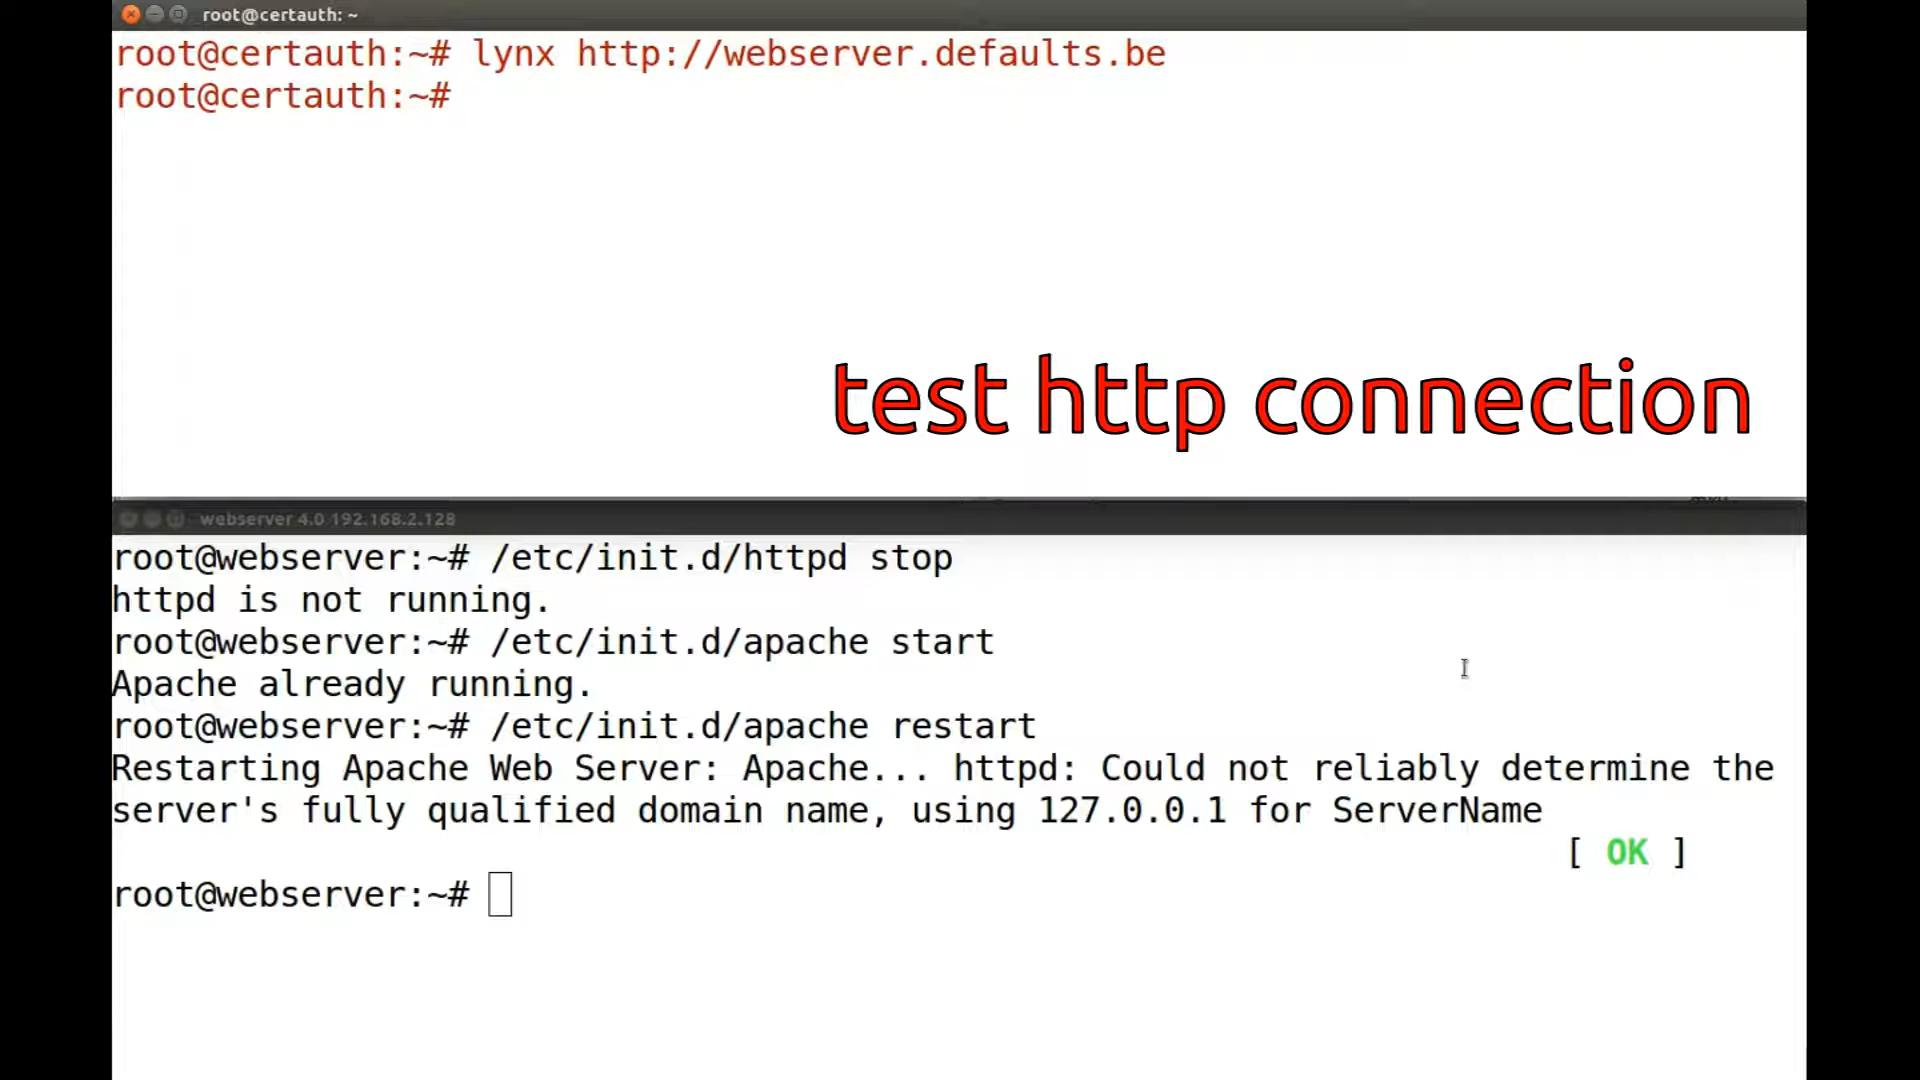 root@certauth: ~
root@certauth:~# lynx http://webserver.defaults.be
root@certauth:~#
test http connection
webserver 4.0 192.168.2.128
root@webserver:~# /etc/init.d/httpd stop
httpd is not running.
root@webserver:~# /etc/init.d/apache start
Apache already running.
root@webserver:~# /etc/init.d/apache restart
Restarting Apache Web Server: Apache... httpd: Could not reliably determine the
server's fully qualified domain name, using 127.0.0.1 for ServerName
[ OK ]
root@webserver:~#